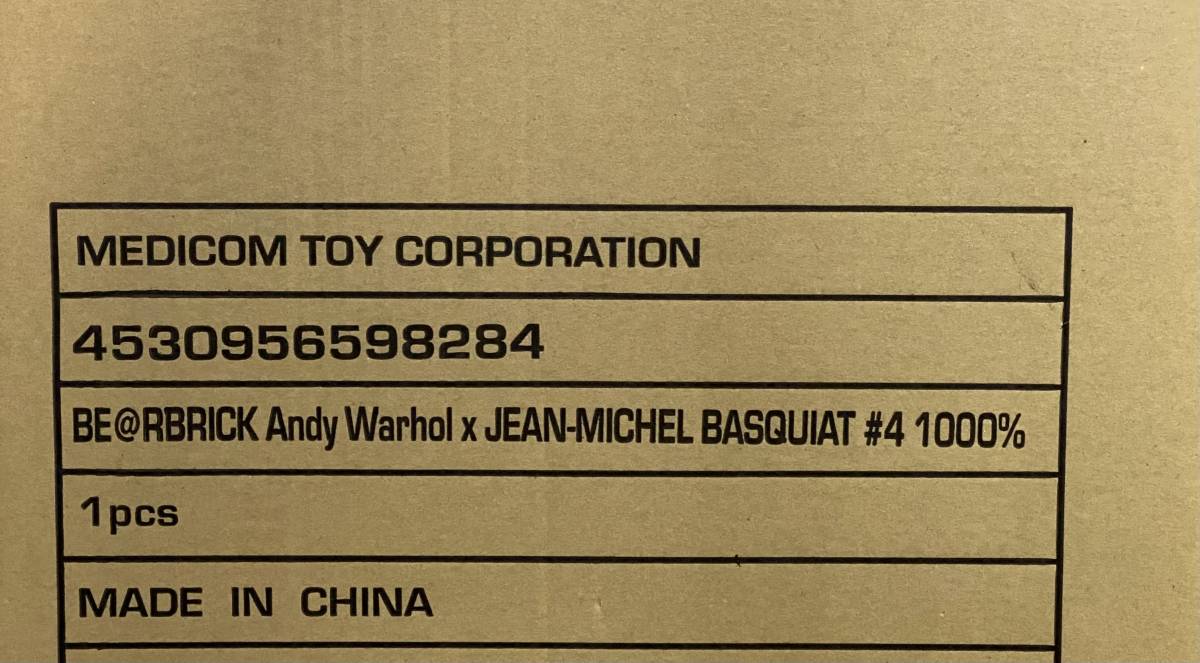 MEDICOM TOY CORPORATION
4530956598284
BE@RBRICK Andy Warhol x JEAN-MICHEL BASQUIAT #4 1000%
1pcs
MADE IN CHINA